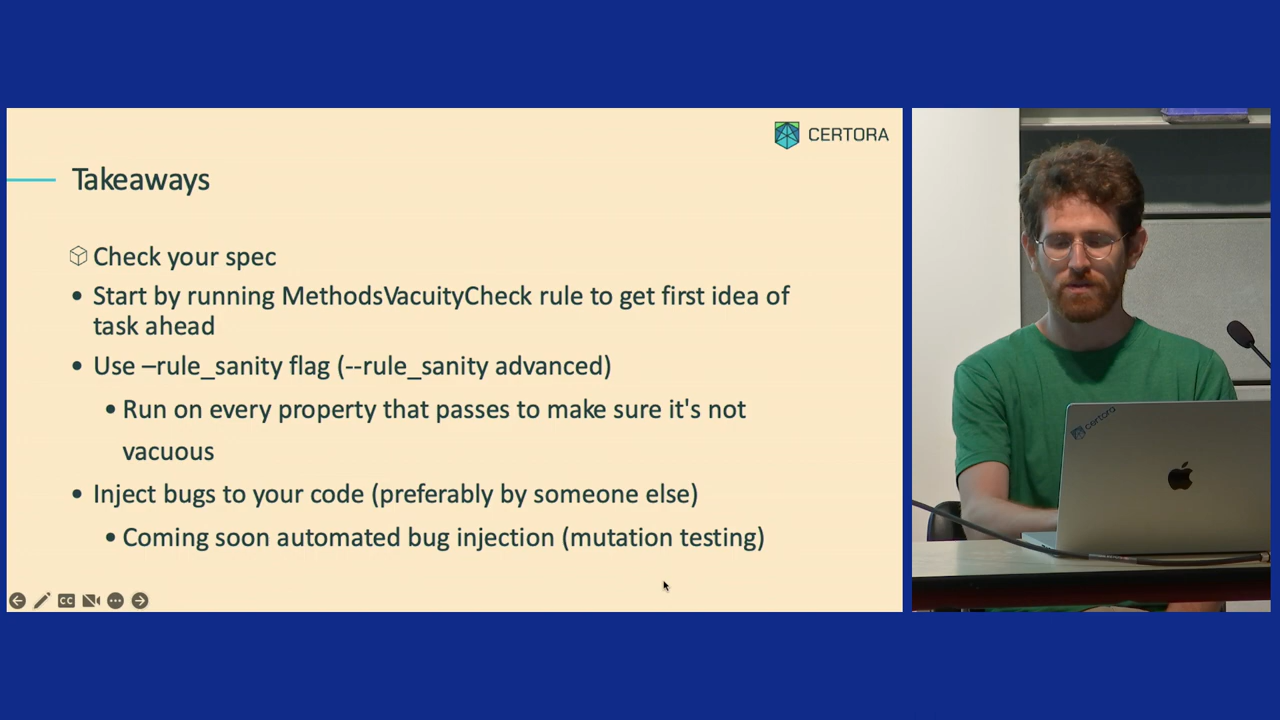 CERTORA
Takeaways
Check your spec
• Start by running MethodsVacuityCheck rule to get first idea of
task ahead
• Use –rule_sanity flag (--rule_sanity advanced)
• Run on every property that passes to make sure it's not
vacuous
• Inject bugs to your code (preferably by someone else)
• Coming soon automated bug injection (mutation testing)
CC
certora